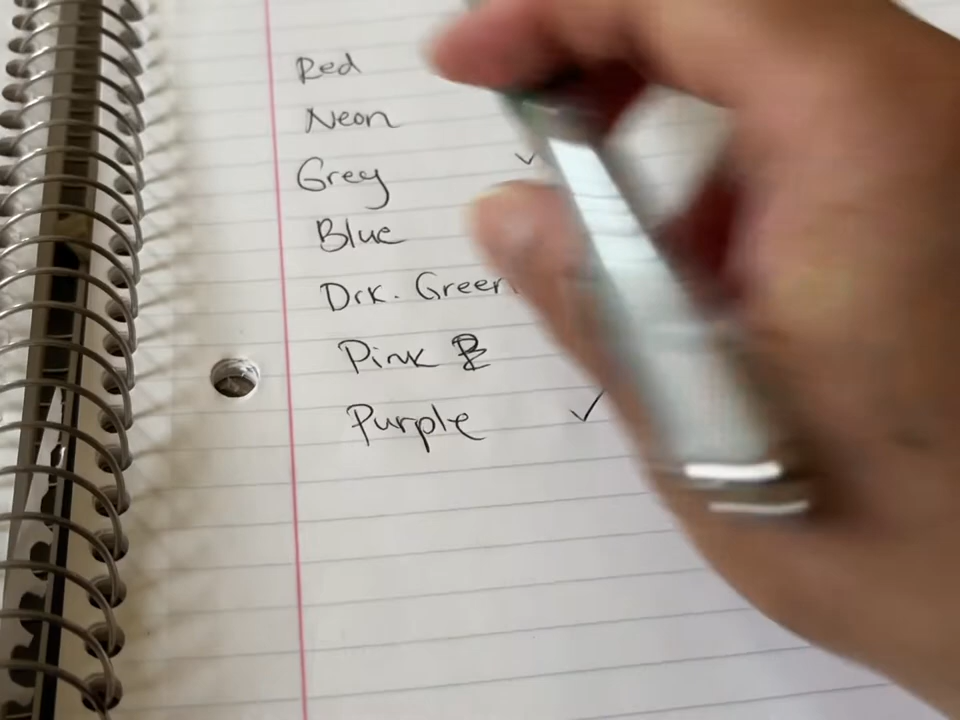 Red
Neon
Grey ✓
Blue
Drk. Green
Pink B
Purple ✓